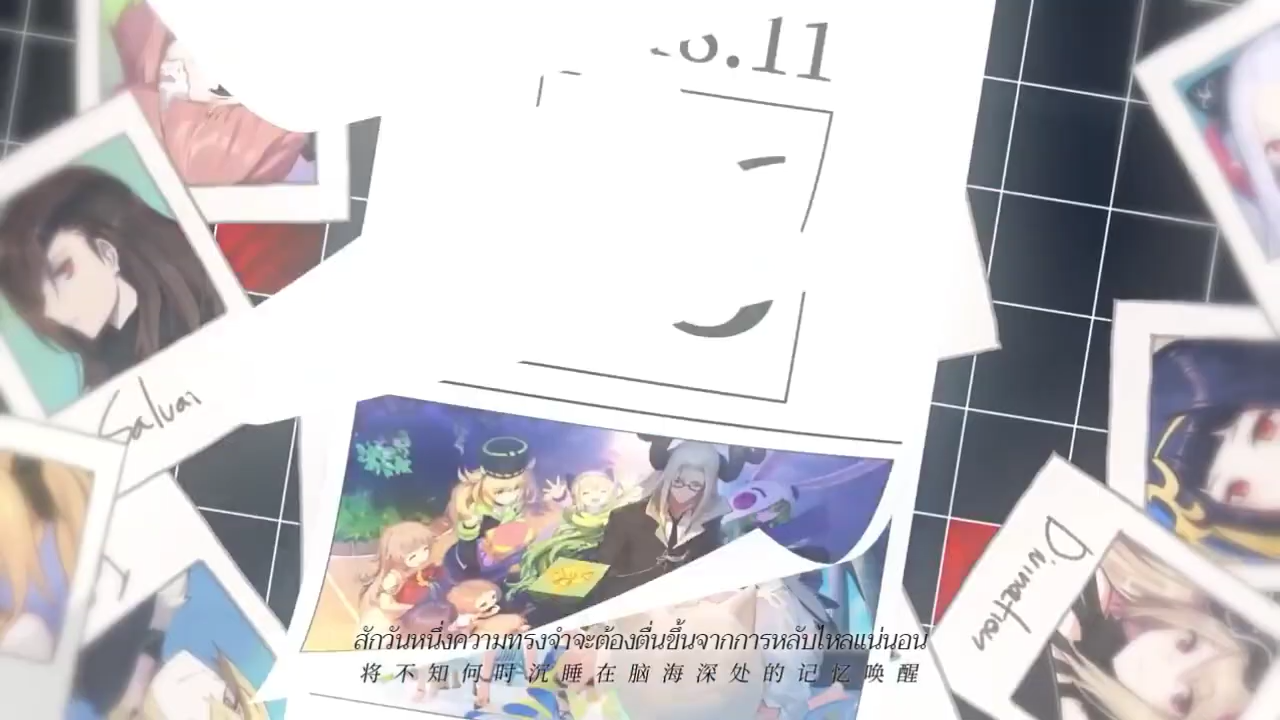 .11
Saluai
Divimethion
สักวันหนึ่งความทรงจำจะต้องตื่นขึ้นจากการหลับใหลแน่นอน
将不知何时沉睡在脑海深处的记忆唤醒